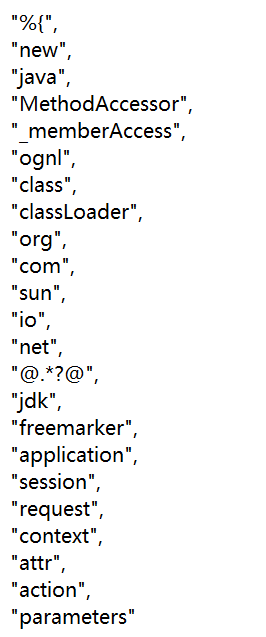 "%{",
"new",
"java",
"MethodAccessor",
"_memberAccess",
"ognl",
"class",
"classLoader",
"org",
"com",
"sun",
"io",
"net",
"@.*?@",
"jdk",
"freemarker",
"application",
"session",
"request",
"context",
"attr",
"action",
"parameters"